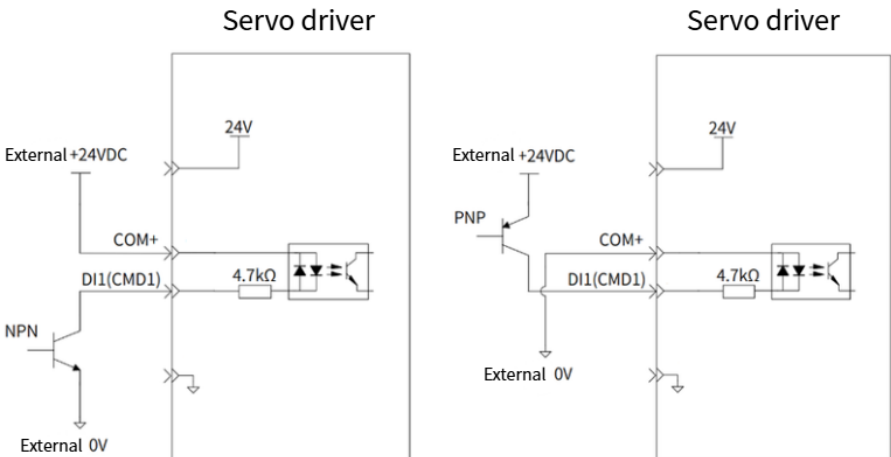 Servo driver
24V
External +24VDC
COM+
DI1(CMD1)
4.7kΩ
NPN
External 0V
Servo driver
24V
External +24VDC
PNP
COM+
DI1(CMD1)
4.7kΩ
External 0V